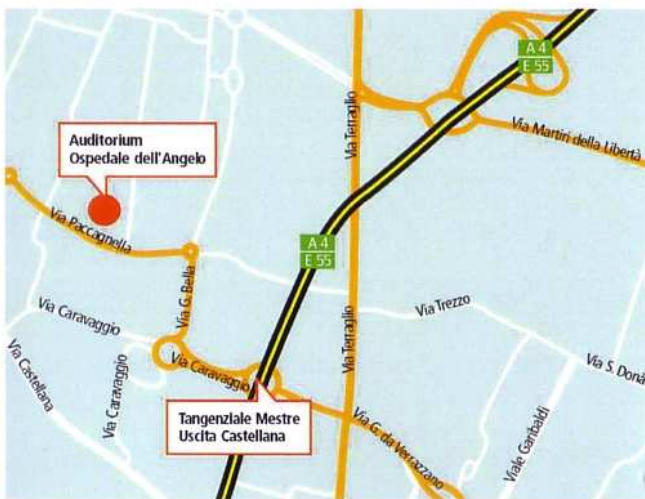 A 4
E 55
Via Terraglio
Via Martiri della Libertà
Auditorium
Ospedale dell'Angelo
Via Paccagnella
A 4
E 55
Via G. Bella
Via Trezzo
Via Caravaggio
Via Terraglio
Via Castellana
Via Caravaggio
Via Caravaggio
Via S. Donà
Tangenziale Mestre
Uscita Castellana
Via G. da Verrazzano
Viale Garibaldi